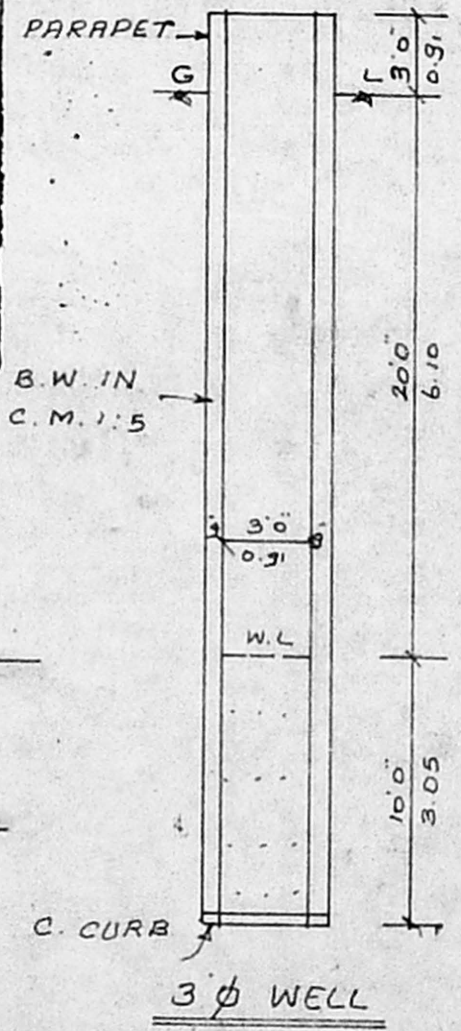 PARAPET
G L
3'0"
0.91
20'0"
6.10
B.W. IN
C.M. 1:5
3'0"
0.91
W.L
10'0"
3.05
C. CURB
3' φ WELL